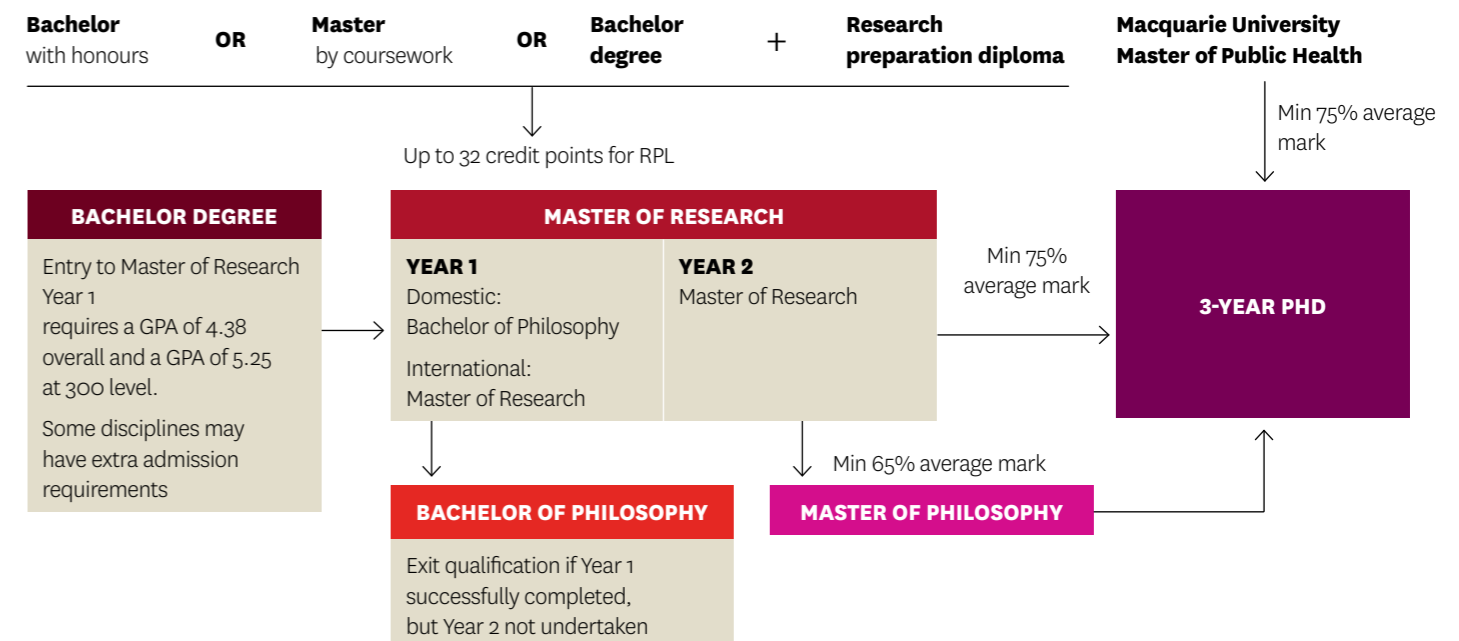 Bachelor
with honours
OR
Master
by coursework
OR
Bachelor
degree
+
Research
preparation diploma
Macquarie University
Master of Public Health
Min 75% average
mark
Up to 32 credit points for RPL
BACHELOR DEGREE
Entry to Master of Research
Year 1
requires a GPA of 4.38
overall and a GPA of 5.25
at 300 level.
Some disciplines may
have extra admission
requirements
MASTER OF RESEARCH
YEAR 1
Domestic:
Bachelor of Philosophy
International:
Master of Research
YEAR 2
Master of Research
Min 75%
average mark
3-YEAR PHD
Min 65% average mark
BACHELOR OF PHILOSOPHY
Exit qualification if Year 1
successfully completed,
but Year 2 not undertaken
MASTER OF PHILOSOPHY